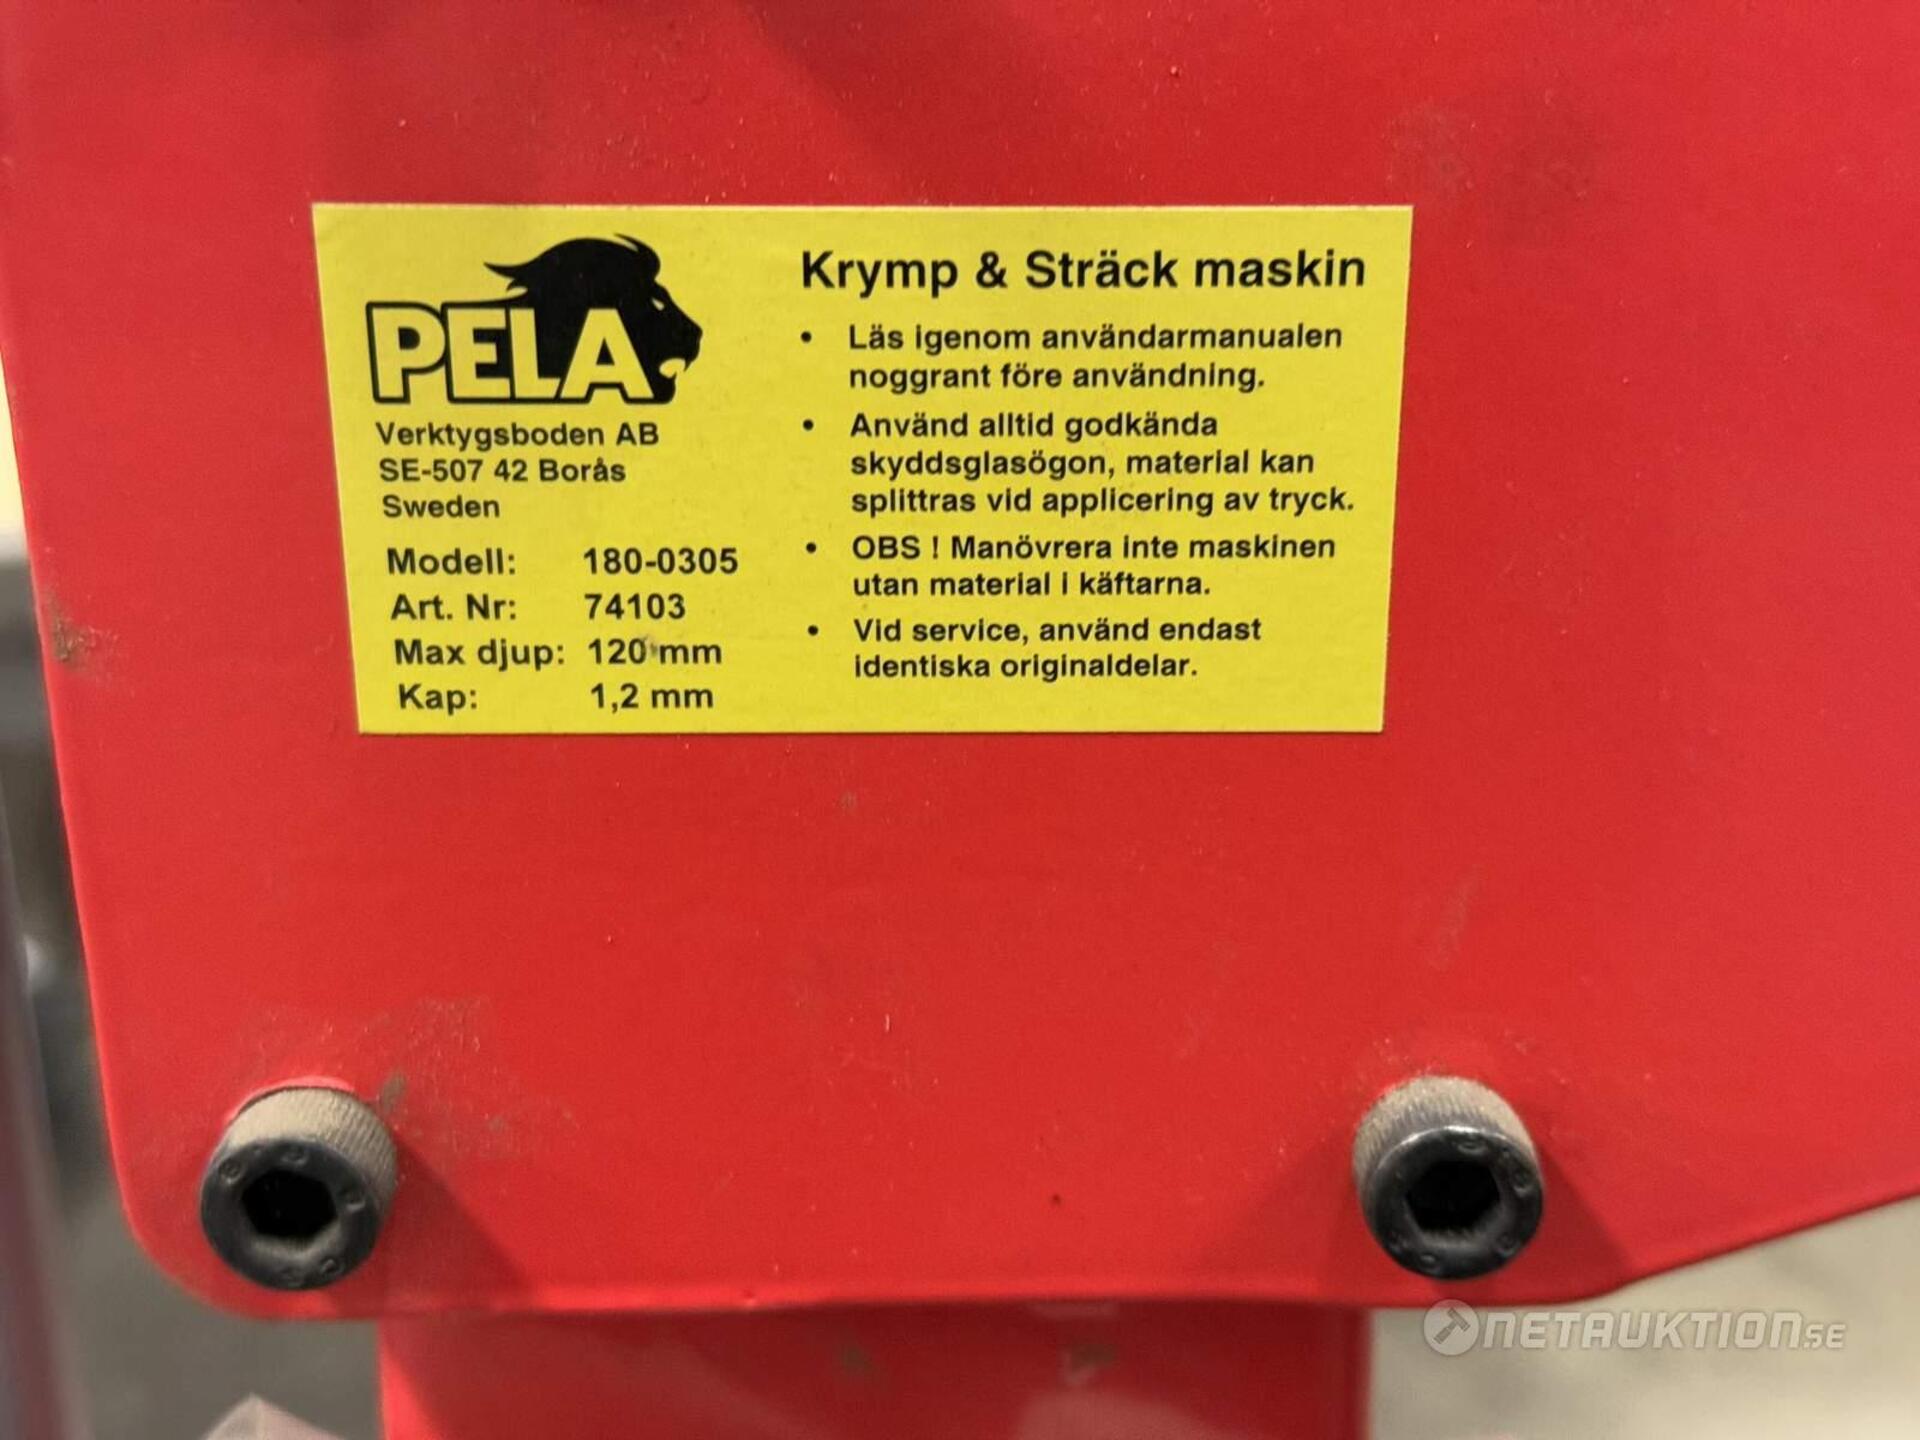 PELA
Verktygsboden AB
SE-507 42 Borås
Sweden
Modell: 180-0305
Art. Nr: 74103
Max djup: 120 mm
Kap: 1,2 mm
Krymp & Sträck maskin
• Läs igenom användarmanualen
noggrant före användning.
• Använd alltid godkända
skyddsglasögon, material kan
splittras vid applicering av tryck.
• OBS ! Manövrera inte maskinen
utan material i käftarna.
• Vid service, använd endast
identiska originaldelar.
NETAUKTION.SE